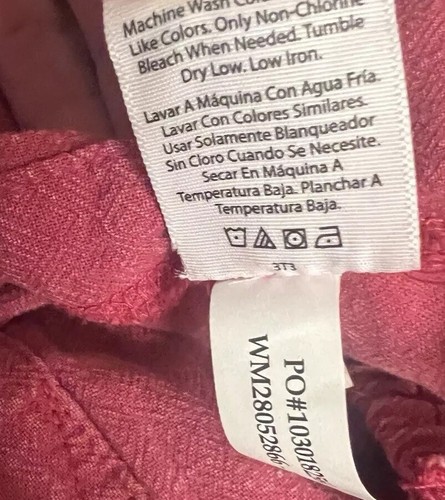 Machine Wash
Like Colors. Only Non-Chlorine
Bleach When Needed. Tumble
Dry Low. Low Iron.
Lavar A Máquina Con Agua Fría.
Lavar Con Colores Similares.
Usar Solamente Blanqueador
Sin Cloro Cuando Se Necesite.
Secar En Máquina A
Temperatura Baja. Planchar A
Temperatura Baja.
3T3